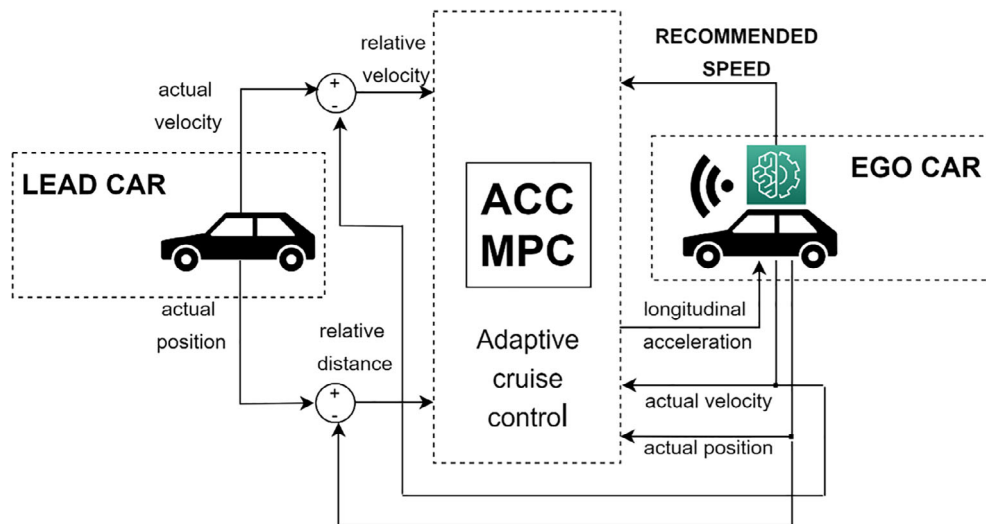 relative
velocity
RECOMMENDED
SPEED
actual
velocity
+
-
LEAD CAR
EGO CAR
ACC
MPC
actual
position
longitudinal
acceleration
relative
distance
Adaptive
cruise
control
+
-
actual velocity
actual position